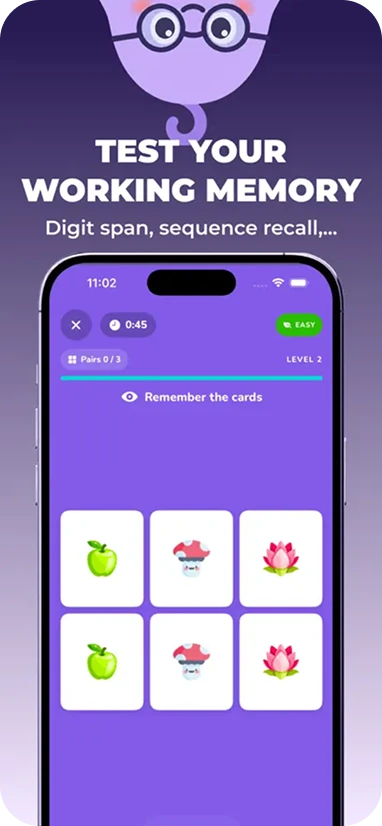 TEST YOUR
WORKING MEMORY
Digit span, sequence recall,...
11:02
0:45
EASY
Pairs 0 / 3
LEVEL 2
Remember the cards